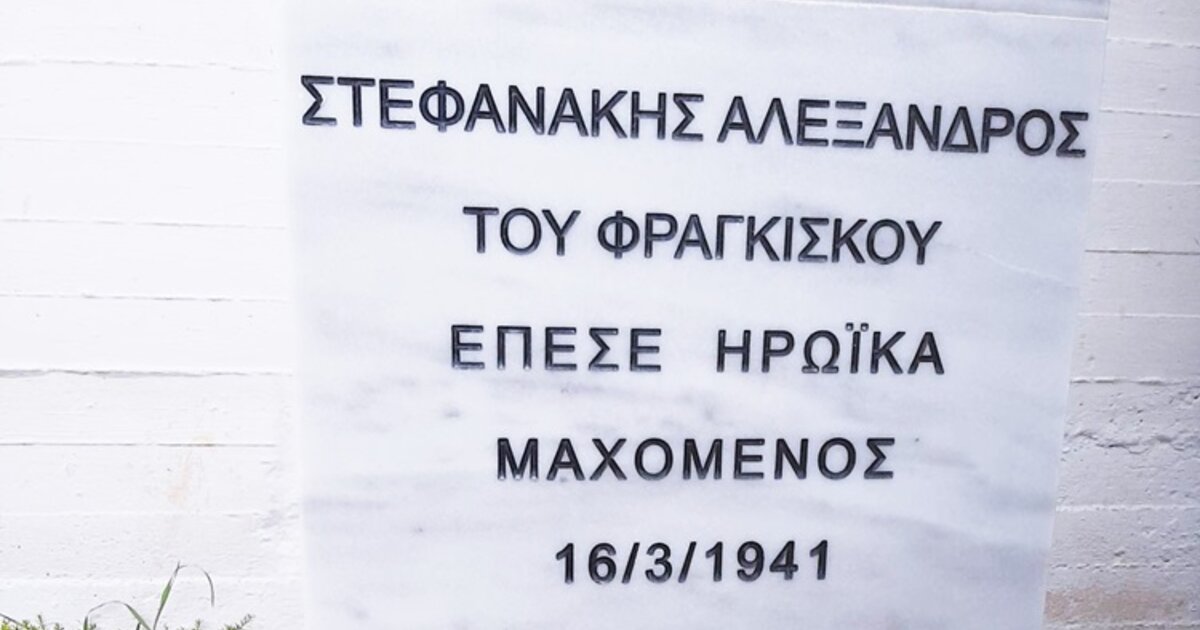 ΣΤΕΦΑΝΑΚΗΣ ΑΛΕΞΑΝΔΡΟΣ
ΤΟΥ ΦΡΑΓΚΙΣΚΟΥ
ΕΠΕΣΕ ΗΡΩΪΚΑ
ΜΑΧΟΜΕΝΟΣ
16/3/1941